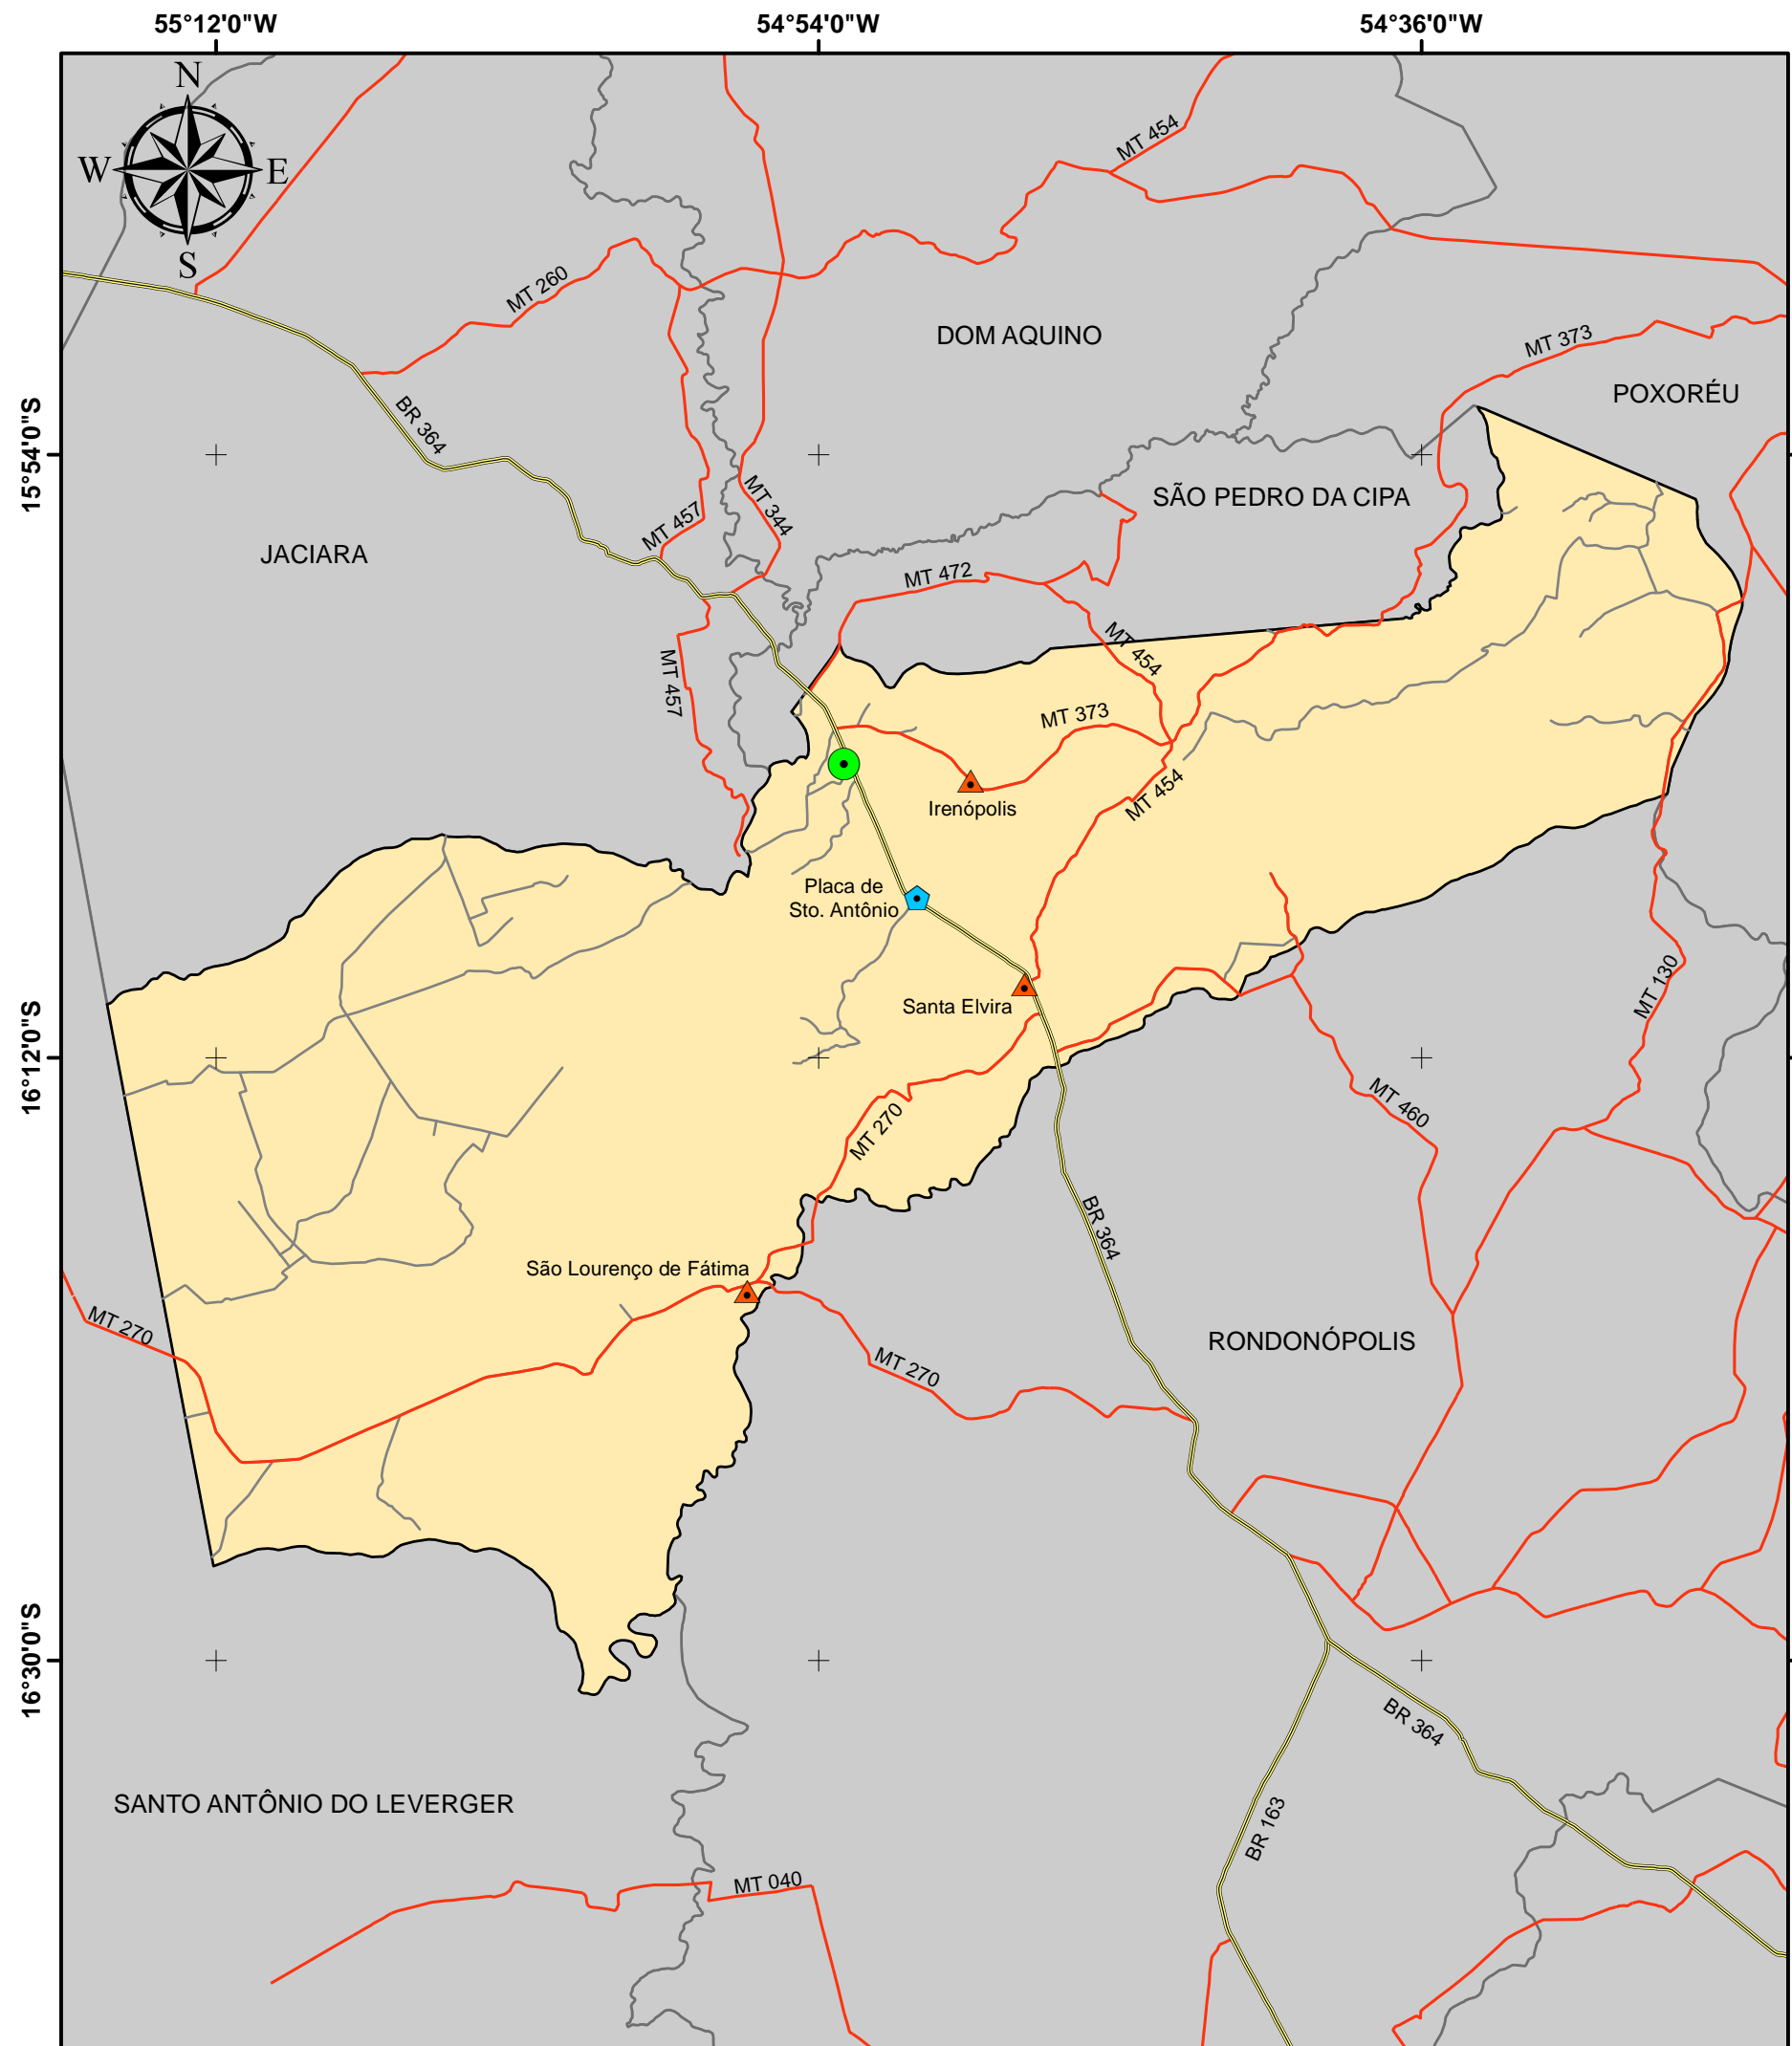 55°12'0"W
54°54'0"W
54°36'0"W
N
W
E
S
MT 454
MT 260
DOM AQUINO
MT 373
POXORÉU
BR 364
15°54'0"S
SÃO PEDRO DA CIPA
MT 457
MT 344
JACIARA
MT 472
MT 454
MT 457
MT 373
MT 454
Irenópolis
Placa de
Sto. Antônio
MT 130
Santa Elvira
16°12'0"S
MT 460
MT 270
BR 364
São Lourenço de Fátima
MT 270
RONDONÓPOLIS
MT 270
16°30'0"S
BR 364
SANTO ANTÔNIO DO LEVERGER
BR 163
MT 040